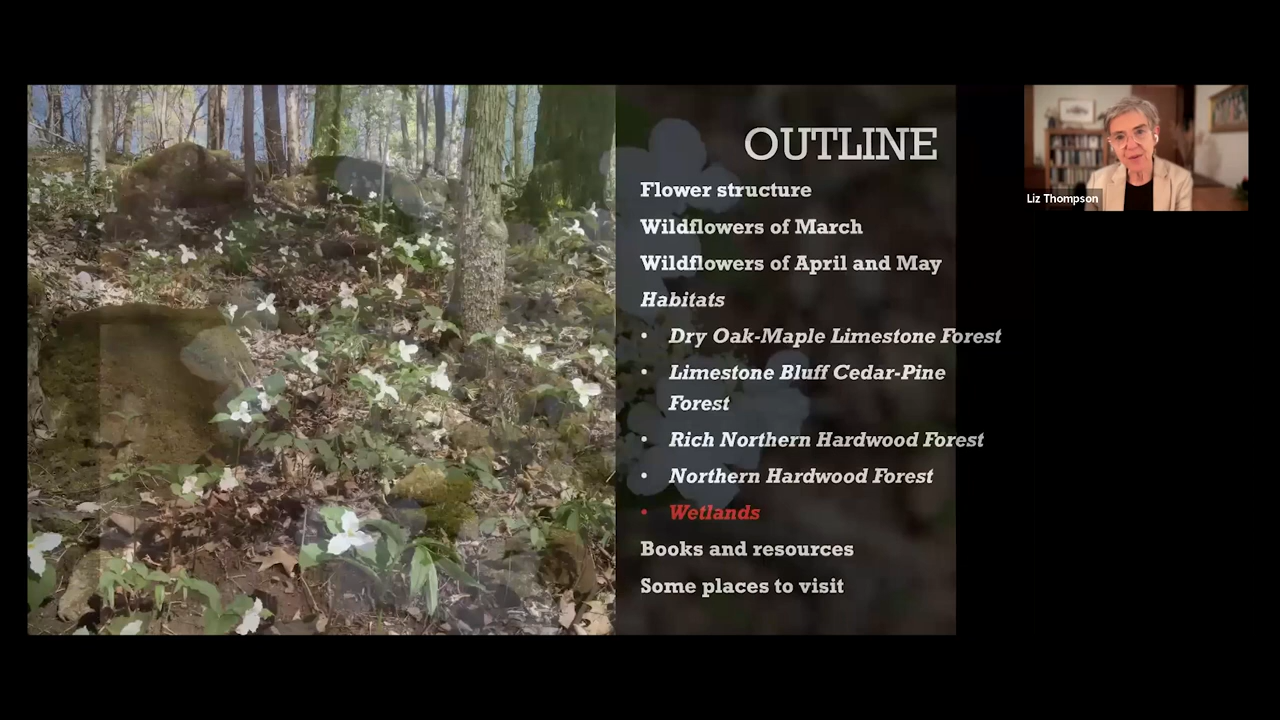 OUTLINE
Flower structure
Wildflowers of March
Wildflowers of April and May
Habitats
• Dry Oak-Maple Limestone Forest
• Limestone Bluff Cedar-Pine
Forest
• Rich Northern Hardwood Forest
• Northern Hardwood Forest
• Wetlands
Books and resources
Some places to visit
Liz Thompson